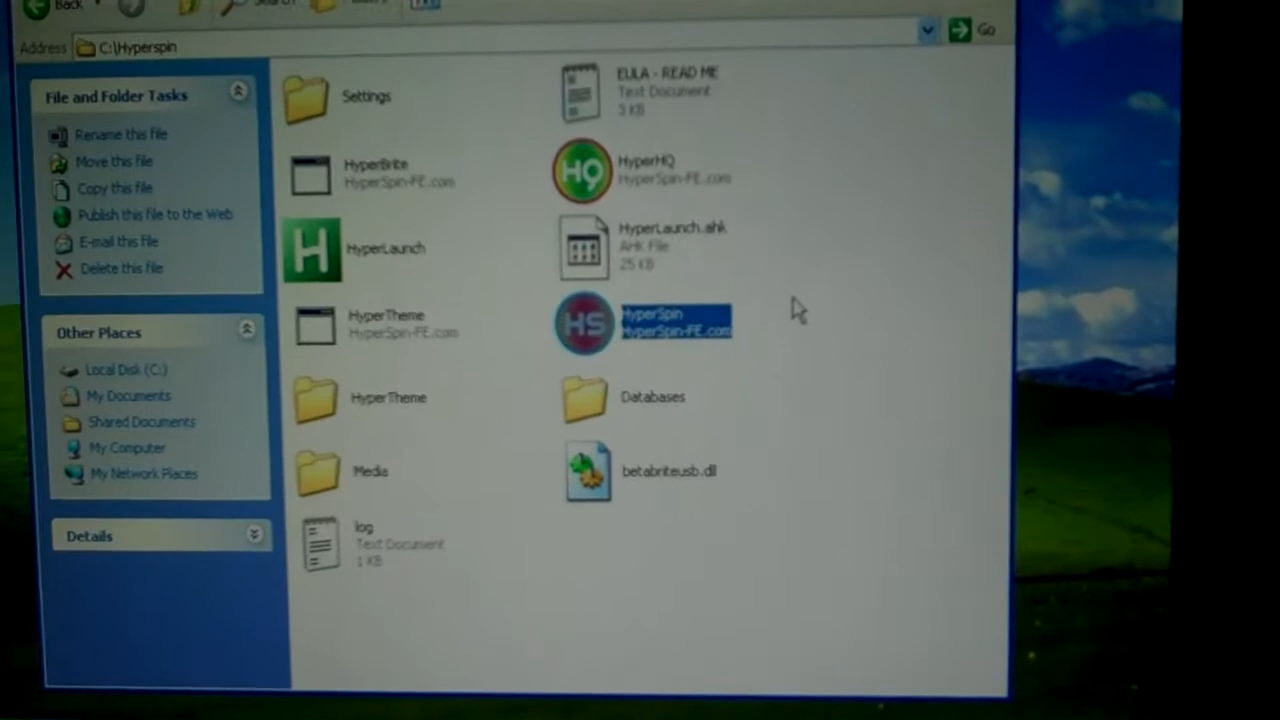 Back
Search
Address C:\Hyperspin
Go
File and Folder Tasks
Rename this file
Move this file
Copy this file
Publish this file to the Web
E-mail this file
Delete this file
Other Places
Local Disk (C:)
My Documents
Shared Documents
My Computer
My Network Places
Details
Settings
EULA - READ ME
Text Document
3 KB
HyperBrite
HyperSpin-FE.com
HQ
HyperHQ
HyperSpin-FE.com
H
HyperLaunch
HyperLaunch.ahk
AHK File
25 KB
HyperTheme
HyperSpin-FE.com
HS
HyperSpin
HyperSpin-FE.com
HyperTheme
Databases
Media
betabriteusb.dll
log
Text Document
1 KB